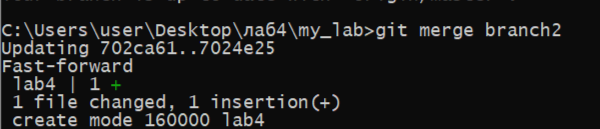 C:\Users\user\Desktop\лаб4\my_lab>git merge branch2
Updating 702ca61..7024e25
Fast-forward
 lab4 | 1 +
 1 file changed, 1 insertion(+)
 create mode 160000 lab4